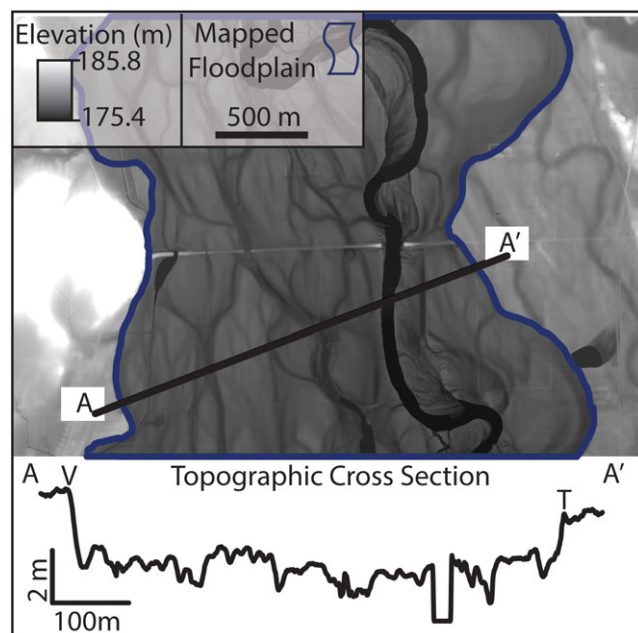 Elevation (m)
185.8
175.4
Mapped
Floodplain
500 m
A'
A
A V Topographic Cross Section A'
T
2 m
100m